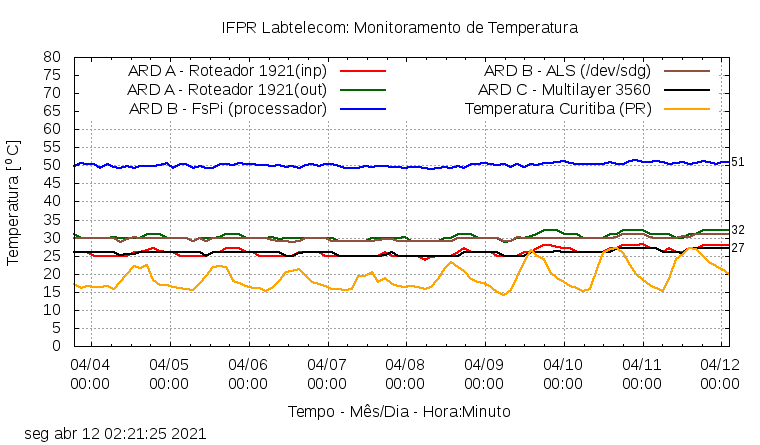 IFPR Labtelecom: Monitoramento de Temperatura
ARD A - Roteador 1921(inp)
ARD A - Roteador 1921(out)
ARD B - FsPi (processador)
ARD B - ALS (/dev/sdg)
ARD C - Multilayer 3560
Temperatura Curitiba (PR)
Temperatura [ ⁰ C]
80
75
70
65
60
55
50
45
40
35
30
25
20
15
10
5
0
51
32
27
04/04 04/05 04/06 04/07 04/08 04/09 04/10 04/11 04/12
00:00 00:00 00:00 00:00 00:00 00:00 00:00 00:00 00:00
Tempo - Mês/Dia - Hora:Minuto
seg abr 12 02:21:25 2021